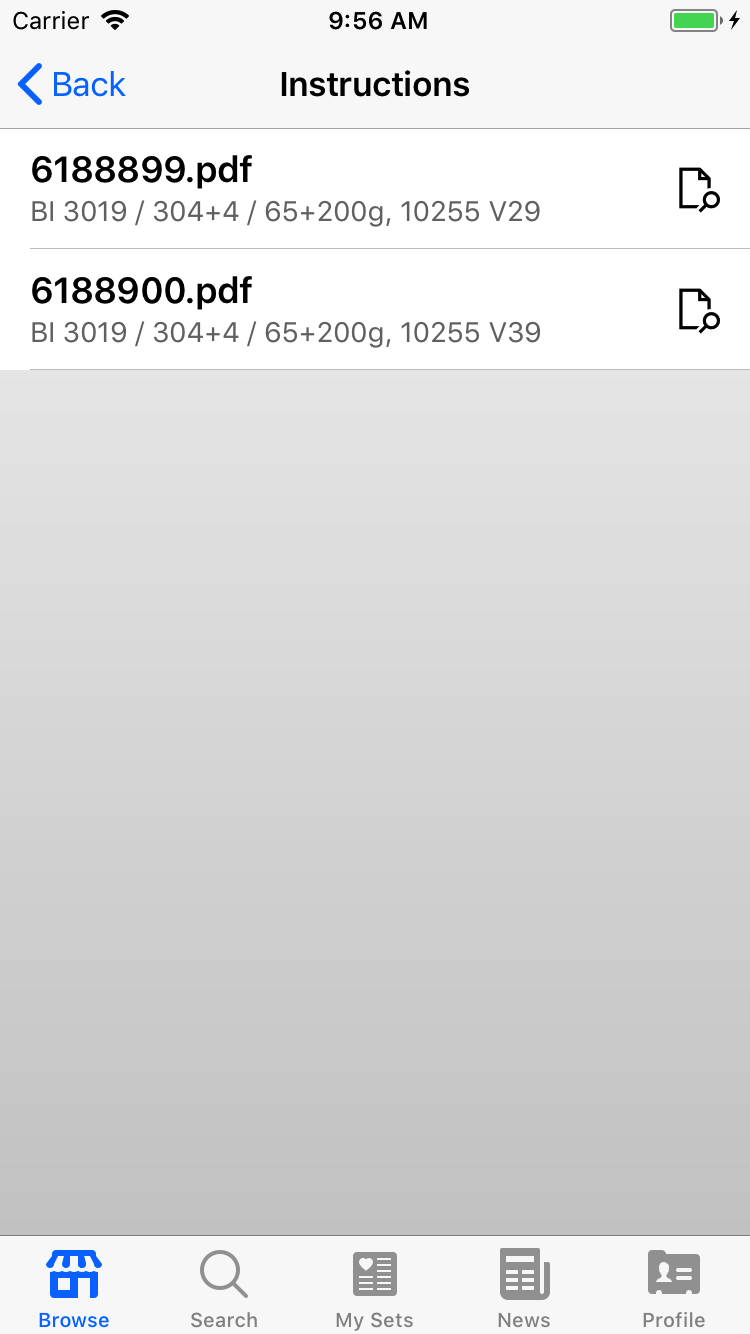 Carrier 9:56 AM
Back Instructions
6188899.pdf
BI 3019 / 304+4 / 65+200g, 10255 V29
6188900.pdf
BI 3019 / 304+4 / 65+200g, 10255 V39
Browse Search My Sets News Profile